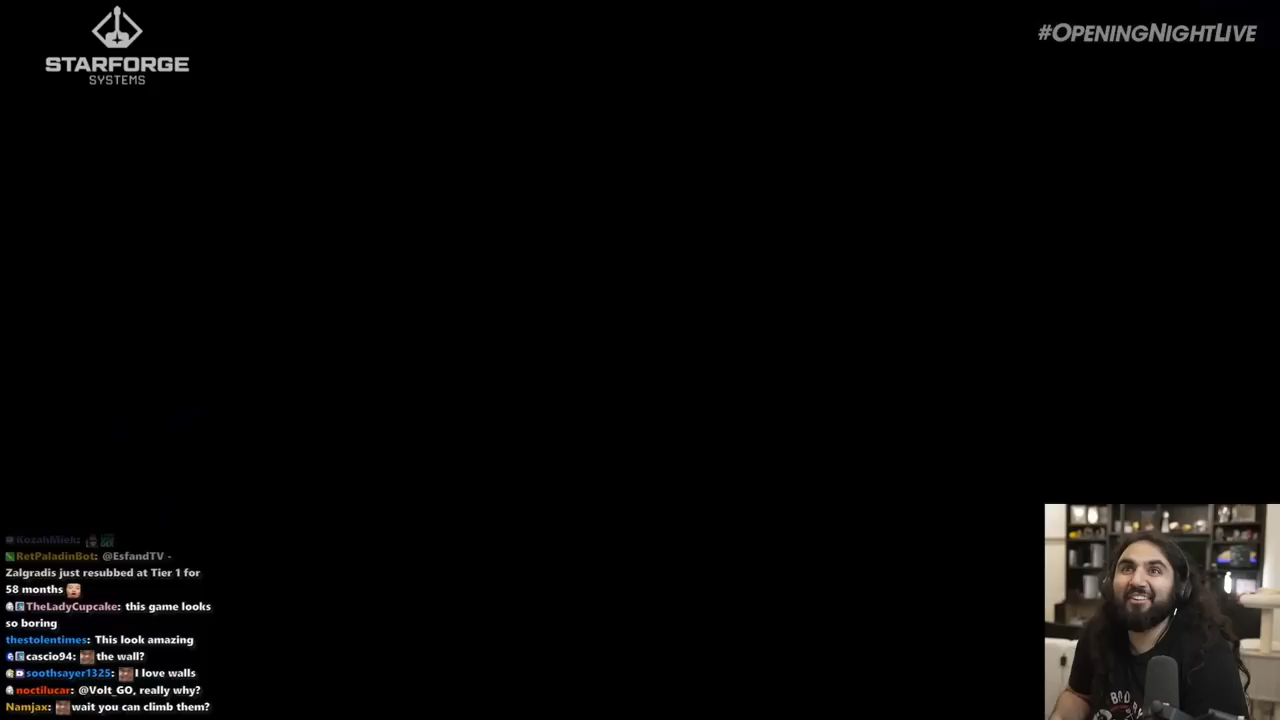 STARFORGE
SYSTEMS
#OPENINGNIGHTLIVE
KozahMiek:
RetPaladinBot: @EsfandTV -
Zalgradis just resubbed at Tier 1 for
58 months
TheLadyCupcake: this game looks
so boring
thestolentimes: This look amazing
cascio94: the wall?
soothsayer1325: I love walls
noctilucar: @Volt_GO, really why?
Namjax: wait you can climb them?